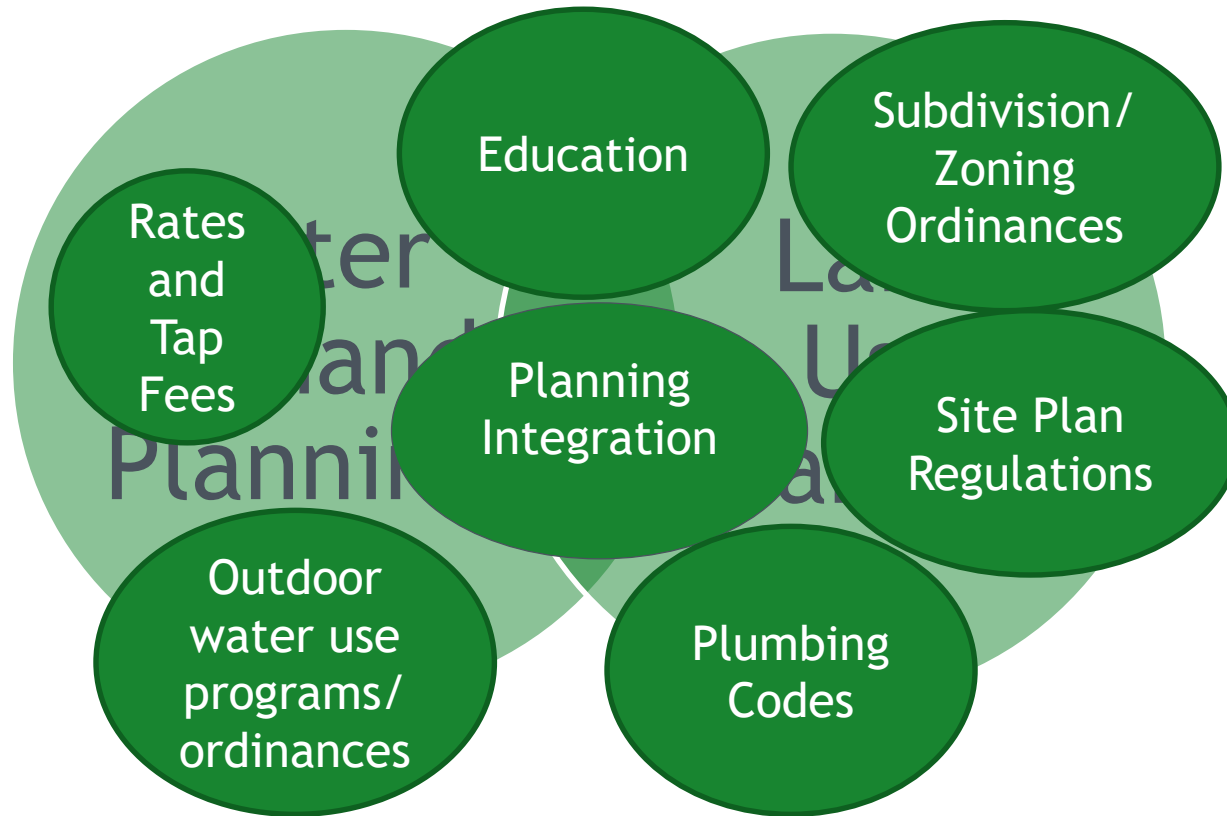 Education
Subdivision/
Zoning
Ordinances
Rates
and
Tap
Fees
Planning
Integration
Site Plan
Regulations
Outdoor
water use
programs/
ordinances
Plumbing
Codes